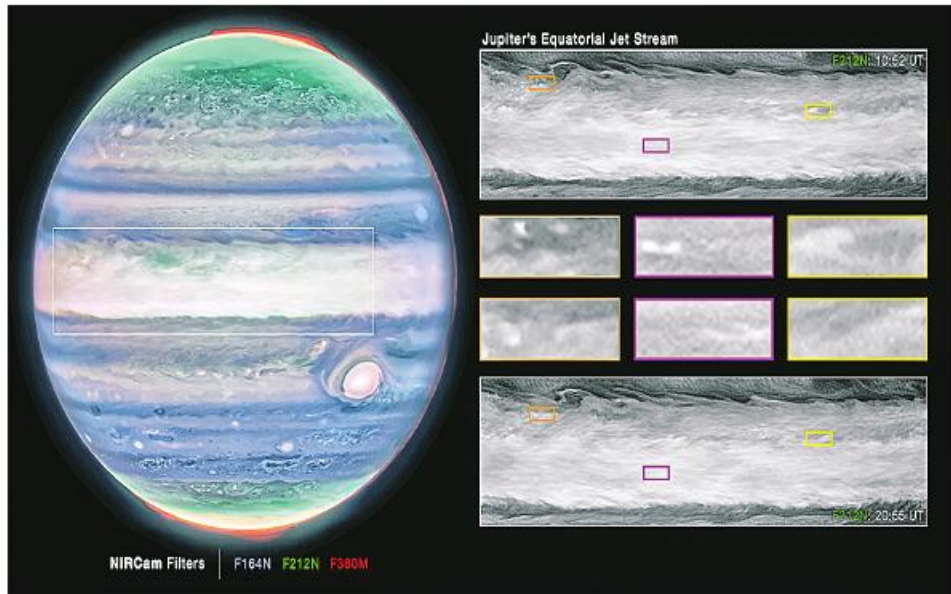 Jupiter's Equatorial Jet Stream
F212N: 10:52 UT
F212N: 20:55 UT
NIRCam Filters F164N F212N F360M